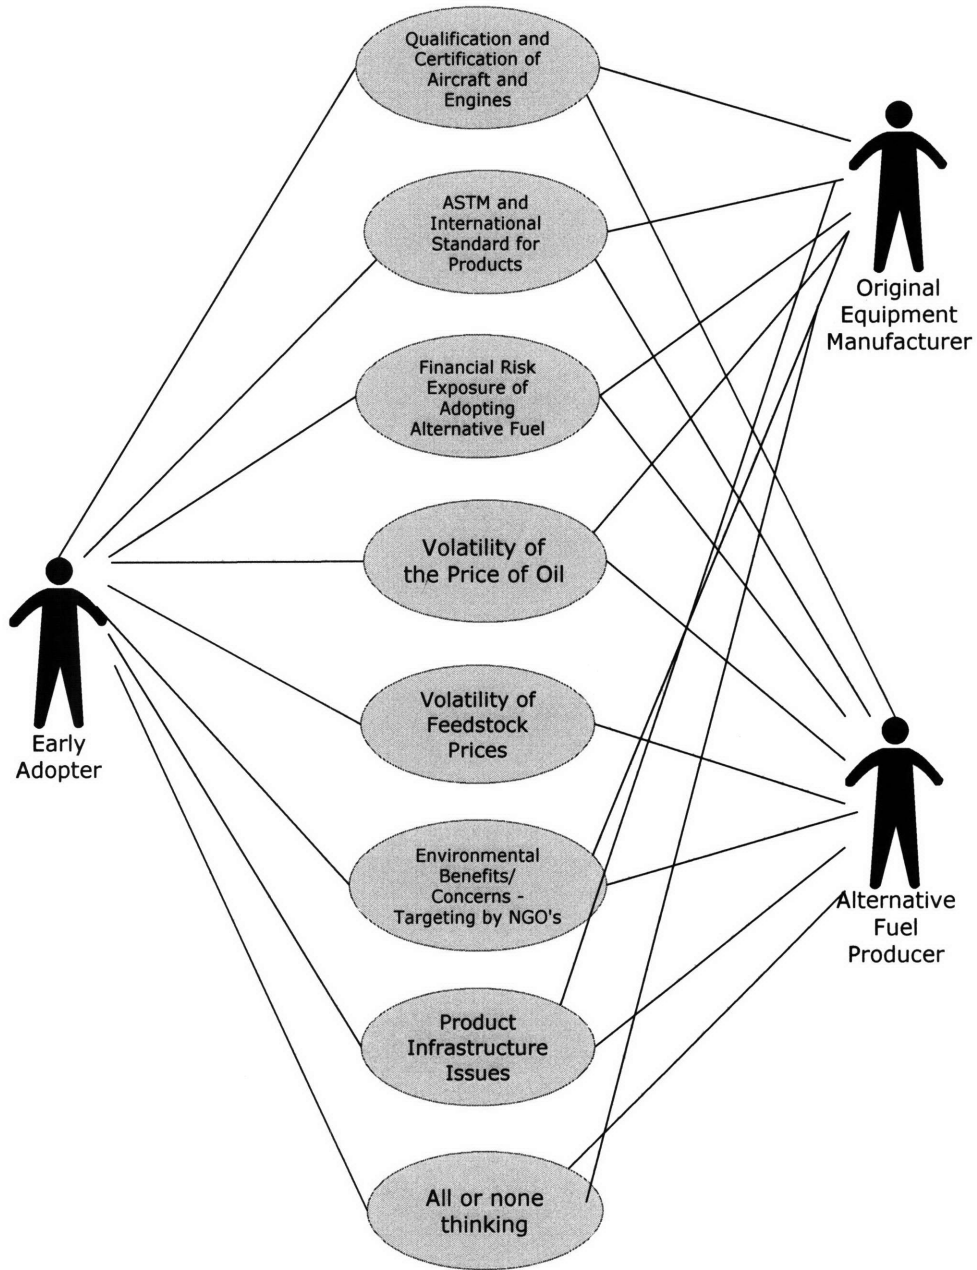 Qualification and
Certification of
Aircraft and
Engines
ASTM and
International
Standard for
Products
Original
Equipment
Manufacturer
Financial Risk
Exposure of
Adopting
Alternative Fuel
Volatility of
the Price of Oil
Early
Adopter
Volatility of
Feedstock
Prices
Environmental
Benefits/
Concerns -
Targeting by NGO's
Alternative
Fuel
Producer
Product
Infrastructure
Issues
All or none
thinking